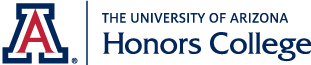 A®
THE UNIVERSITY OF ARIZONA
Honors College